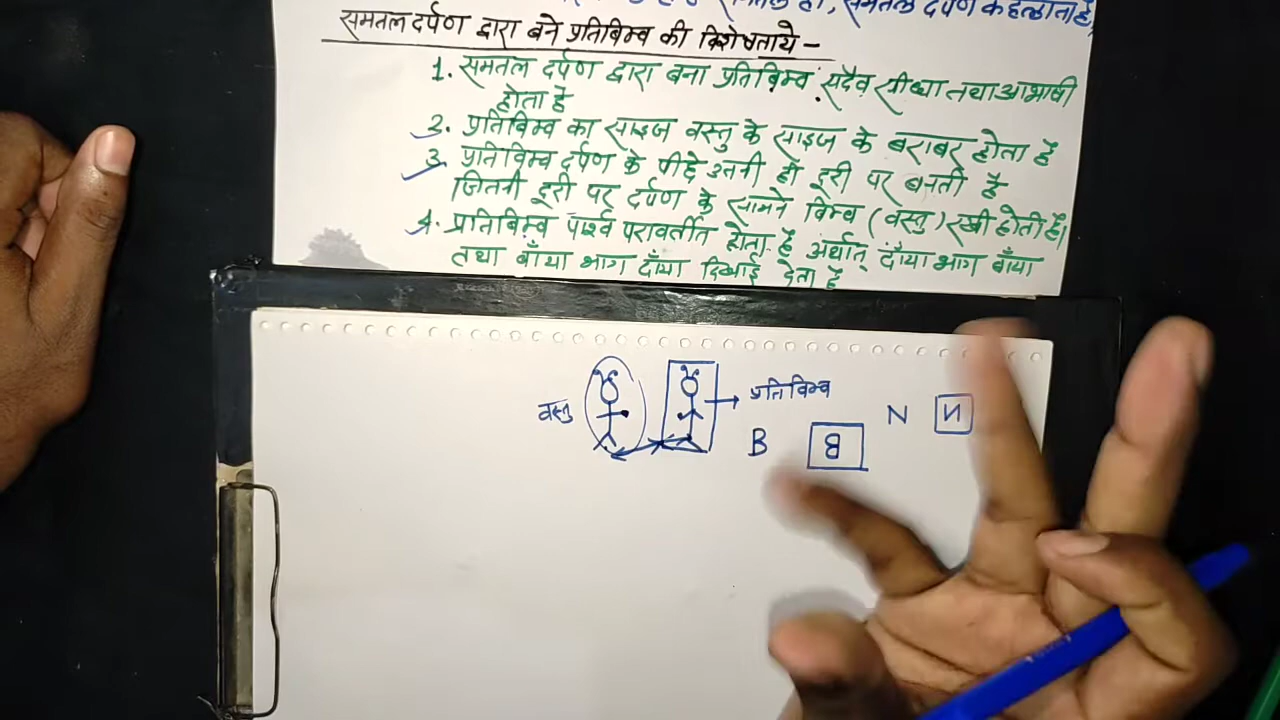 समतल दर्पण द्वारा बने प्रतिबिम्ब की विशेषताये -
1. समतल दर्पण द्वारा बना प्रतिबिम्ब सदैव सीधा तथा आभाषी
होता है
2. प्रतिबिम्ब का साइज वस्तु के साइज के बराबर होता है
3. प्रतिबिम्ब दर्पण के पीछे उतनी ही दूरी पर बनती है
जितनी दूरी पर दर्पण के सामने बिम्ब (वस्तु) रखी होती है।
4. प्रतिबिम्ब पार्श्व परावर्तीत होता है अर्थात् दाँया भाग बाँया
तथा बाँया भाग दाँया दिखाई देता है
वस्तु
प्रतिबिम्ब
N
B